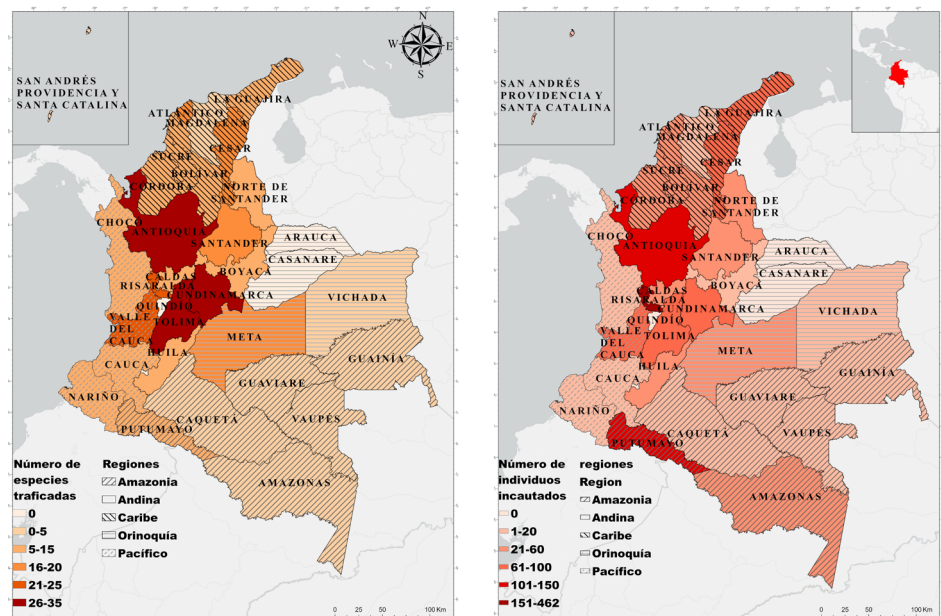 N
W E
S
SAN ANDRÉS
PROVIDENCIA Y
SANTA CATALINA
LA GUAJIRA
ATLÁNTICO
MAGDALENA
CESAR
SUCRE
BOLÍVAR
CÓRDOBA
NORTE DE
SANTANDER
CHOCÓ
ANTIOQUIA
SANTANDER
ARAUCA
CASANARE
BOYACÁ
CALDAS
RISARALDA
CUNDINAMARCA
VICHADA
QUINDÍO
VALLE
DEL
CAUCA
TOLIMA
META
HUILA
CAUCA
GUAINÍA
GUAVIARE
NARIÑO
CAQUETÁ
VAUPÉS
PUTUMAYO
AMAZONAS
Número de
especies
traficadas
0
0-5
5-15
16-20
21-25
26-35
Regiones
Amazonia
Andina
Caribe
Orinoquía
Pacífico
0 25 50 100 Km
SAN ANDRÉS
PROVIDENCIA Y
SANTA CATALINA
LA GUAJIRA
ATLÁNTICO
MAGDALENA
CESAR
SUCRE
BOLÍVAR
CÓRDOBA
NORTE DE
SANTANDER
CHOCÓ
ANTIOQUIA
SANTANDER
ARAUCA
CASANARE
BOYACÁ
CALDAS
RISARALDA
CUNDINAMARCA
VICHADA
QUINDÍO
VALLE
DEL
CAUCA
TOLIMA
META
HUILA
CAUCA
GUAINÍA
GUAVIARE
NARIÑO
CAQUETÁ
VAUPÉS
PUTUMAYO
AMAZONAS
Número de
individuos
incautados
0
1-20
21-60
61-100
101-150
151-462
regiones
Region
Amazonia
Andina
Caribe
Orinoquía
Pacífico
0 25 50 100 Km